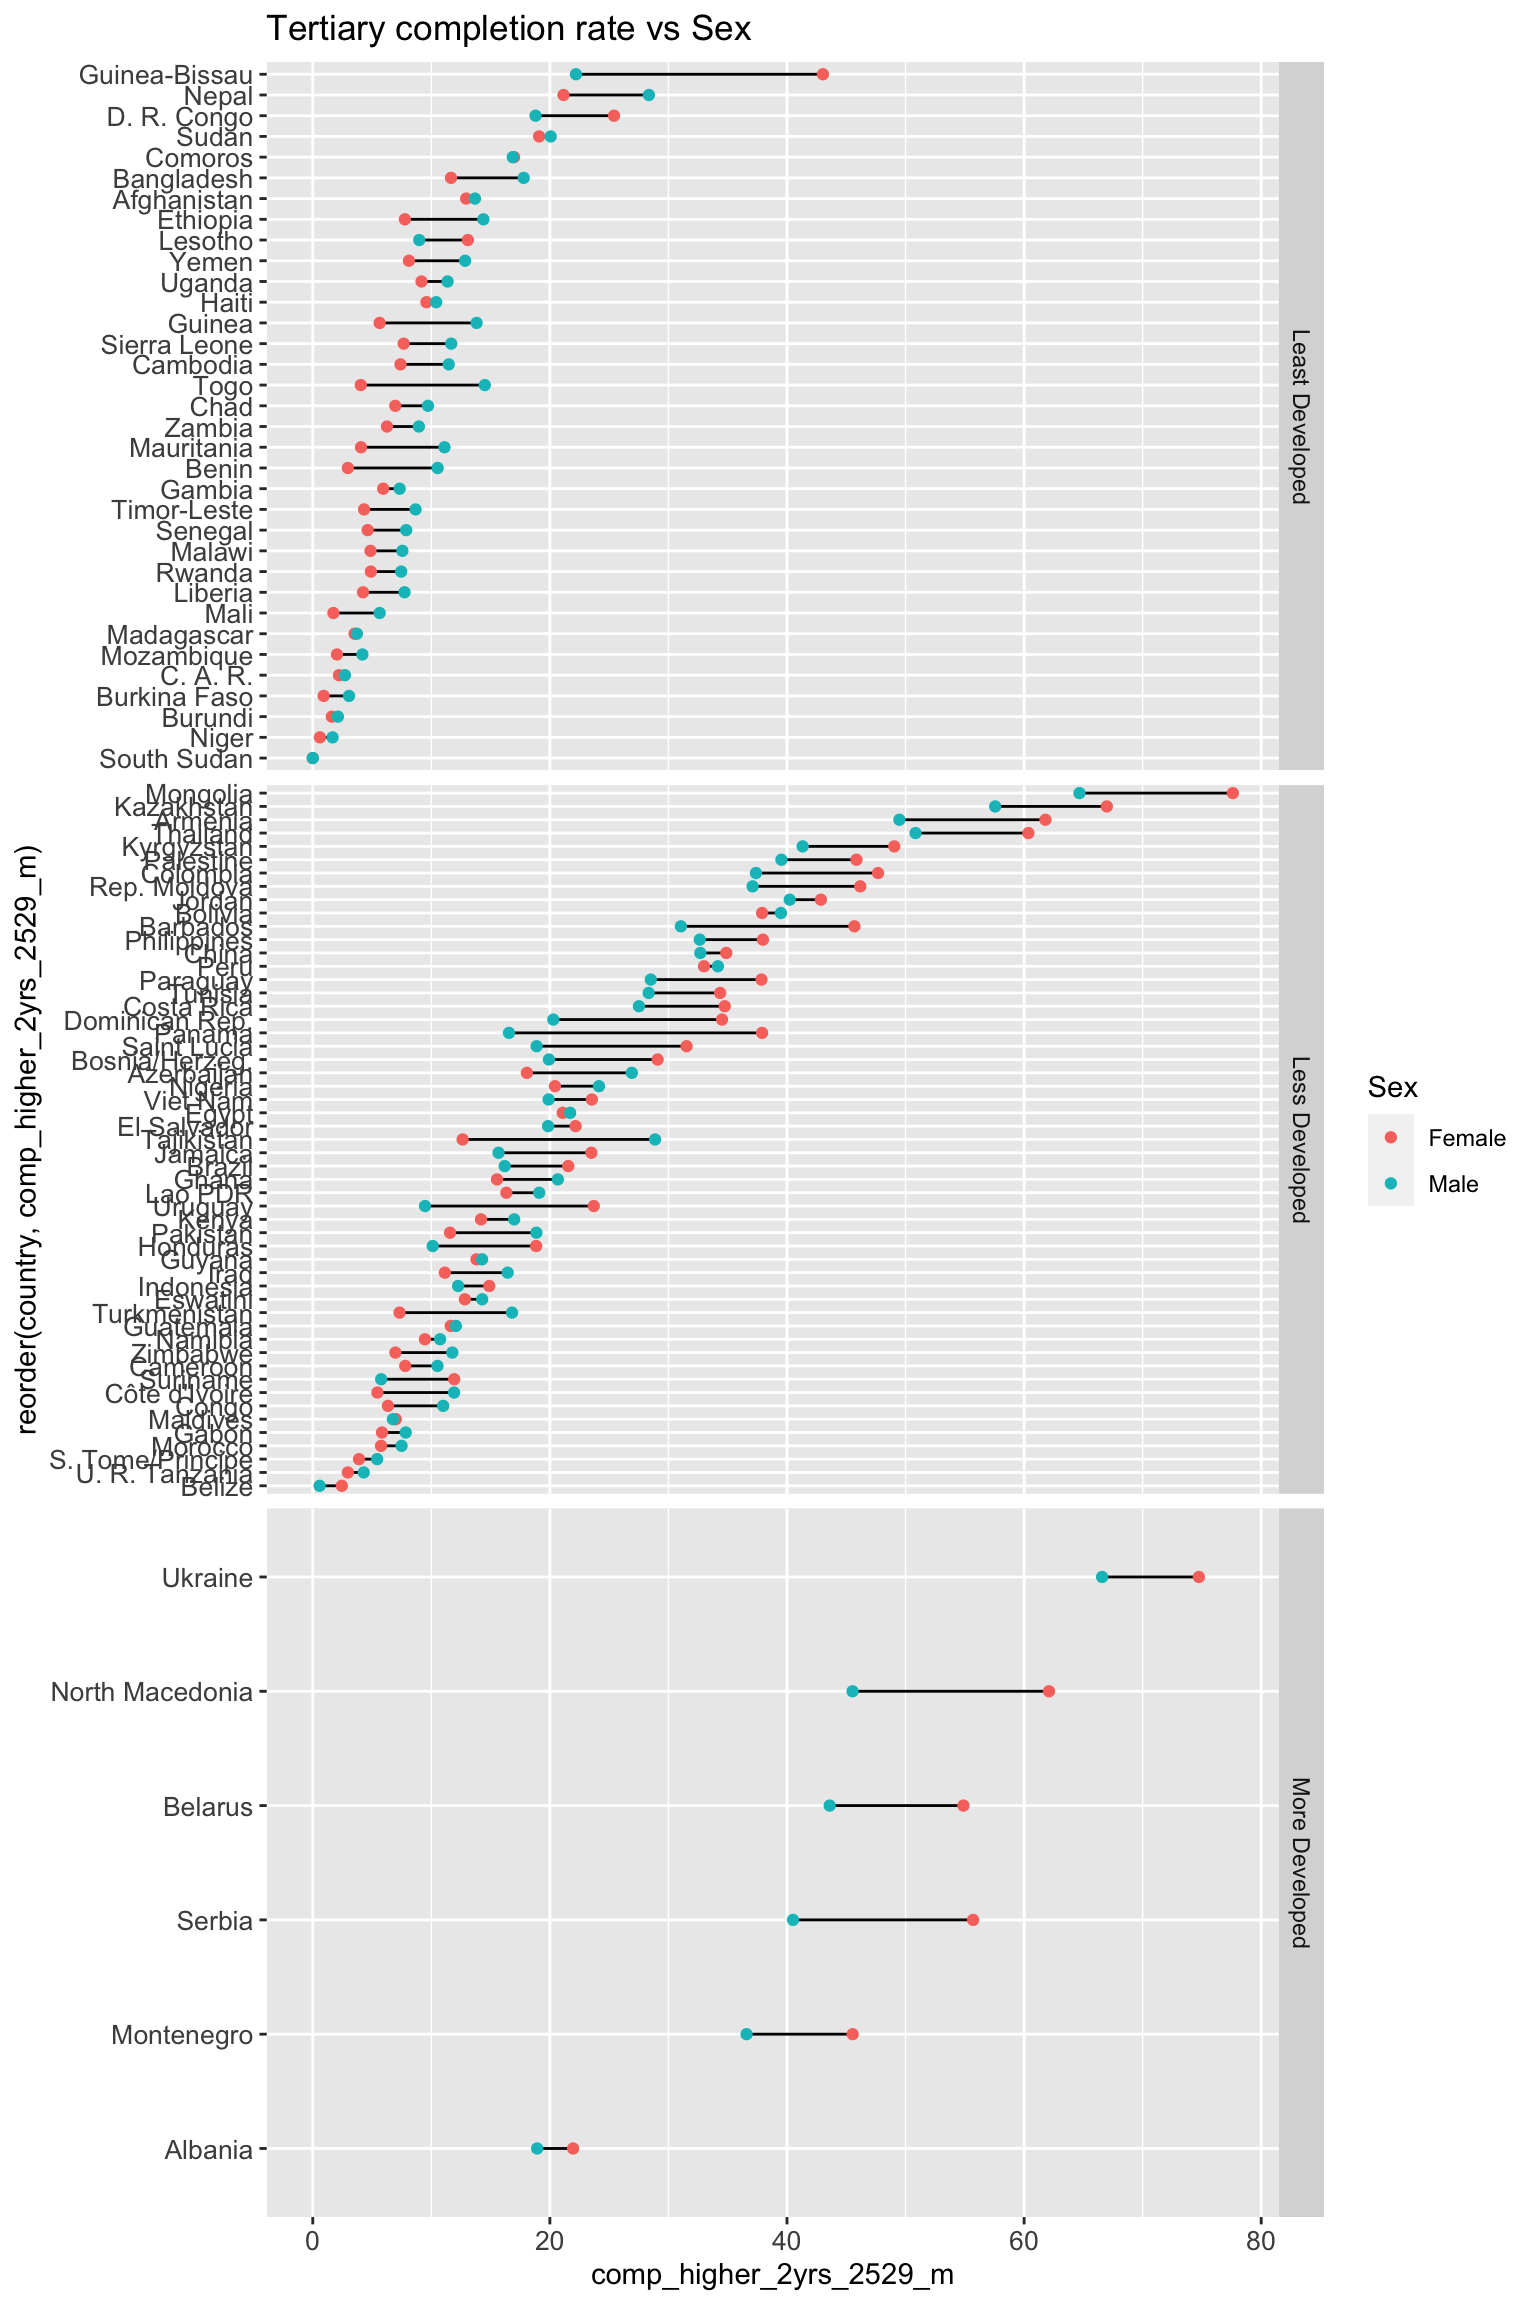 Tertiary completion rate vs Sex
Guinea-Bissau
Nepal
D. R. Congo
Sudan
Comoros
Bangladesh
Afghanistan
Ethiopia
Lesotho
Yemen
Uganda
Haiti
Guinea
Sierra Leone
Cambodia
Togo
Chad
Zambia
Mauritania
Benin
Gambia
Timor-Leste
Senegal
Malawi
Rwanda
Liberia
Mali
Madagascar
Mozambique
C. A. R.
Burkina Faso
Burundi
Niger
South Sudan
Least Developed
Mongolia
Kazakhstan
Armenia
Thailand
Kyrgyzstan
Palestine
Colombia
Rep. Moldova
Jordan
Bolivia
Barbados
Philippines
China
Peru
Paraguay
Tunisia
Costa Rica
Dominican Rep.
Panama
Saint Lucia
Bosnia/Herzeg.
Azerbaijan
Nigeria
Viet Nam
Egypt
El Salvador
Tajikistan
Jamaica
Brazil
Ghana
Lao PDR
Uruguay
Kenya
Pakistan
Honduras
Guyana
Iraq
Indonesia
Eswatini
Turkmenistan
Guatemala
Namibia
Zimbabwe
Cameroon
Suriname
Côte d'Ivoire
Congo
Maldives
Gabon
Morocco
S. Tome/Principe
U. R. Tanzania
Belize
Less Developed
Ukraine
North Macedonia
Belarus
Serbia
Montenegro
Albania
More Developed
reorder(country, comp_higher_2yrs_2529_m)
0 20 40 60 80
comp_higher_2yrs_2529_m
Sex
Female
Male